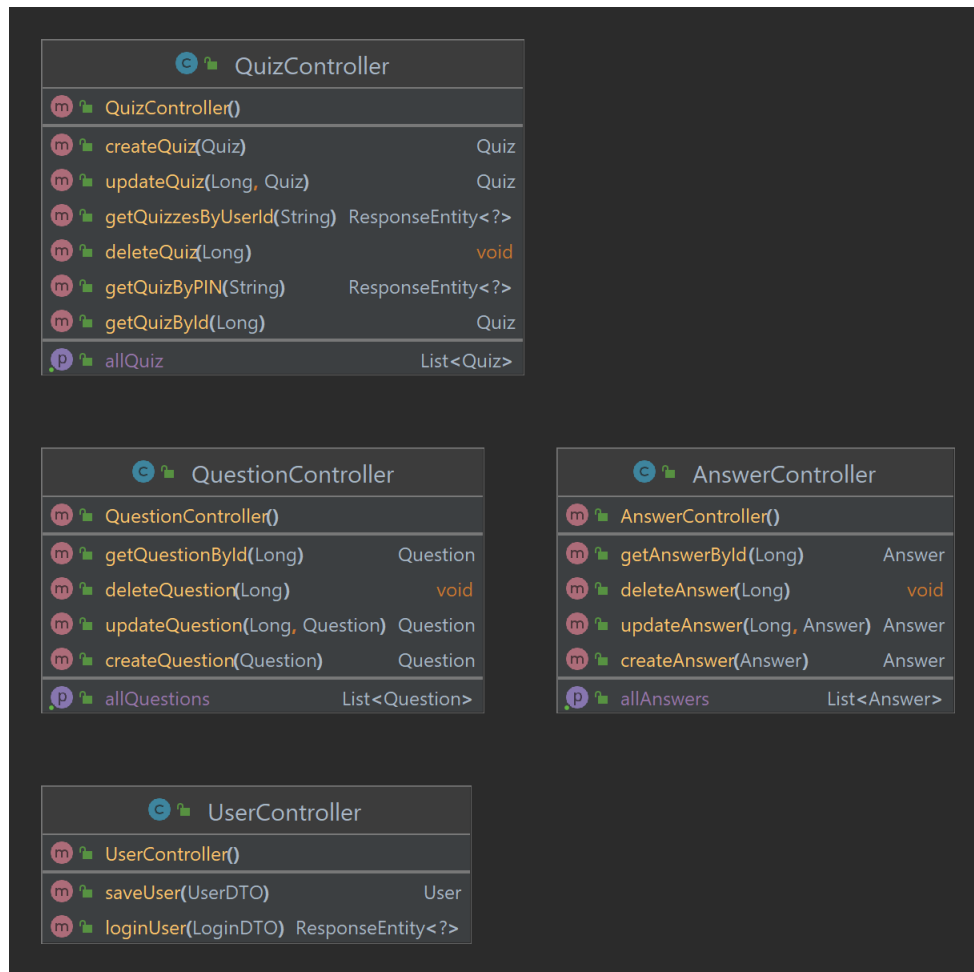 QuizController
QuizController()
createQuiz(Quiz) Quiz
updateQuiz(Long, Quiz) Quiz
getQuizzesByUserId(String) ResponseEntity<?>
deleteQuiz(Long) void
getQuizByPIN(String) ResponseEntity<?>
getQuizById(Long) Quiz
allQuiz List<Quiz>
QuestionController
QuestionController()
getQuestionById(Long) Question
deleteQuestion(Long) void
updateQuestion(Long, Question) Question
createQuestion(Question) Question
allQuestions List<Question>
AnswerController
AnswerController()
getAnswerById(Long) Answer
deleteAnswer(Long) void
updateAnswer(Long, Answer) Answer
createAnswer(Answer) Answer
allAnswers List<Answer>
UserController
UserController()
saveUser(UserDTO) User
loginUser(LoginDTO) ResponseEntity<?>